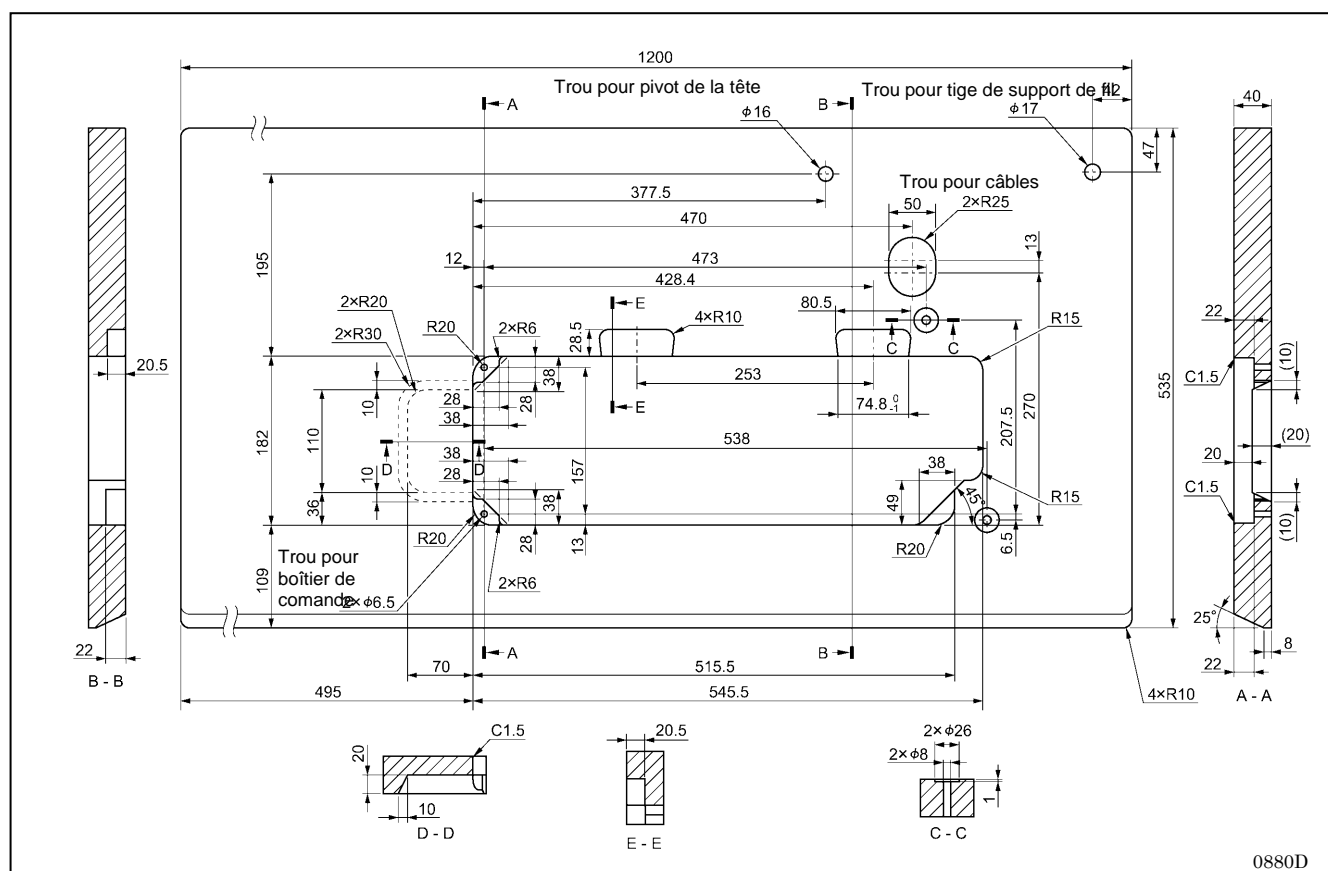 1200
Trou pour pivot de la tête
Trou pour tige de support de fil
42
40
A
B
φ16
φ17
47
377.5
Trou pour câbles
50
2×R25
470
13
12
473
195
428.4
2×R20
E
80.5
R20
2×R6
28.5
4×R10
R15
22
2×R30
C
C
(10)
20.5
38
253
C1.5
10
28
28
74.8 0 -1
207.5
270
535
38
110
182
D
D
538
(20)
38
157
38
20
10
28
49
45°
R15
C1.5
36
38
R20
28
13
R20
6.5
(10)
Trou pour
boîtier de
comande
2×φ6.5
2×R6
109
25°
22
A
B
8
B - B
70
515.5
22
495
545.5
4×R10
A - A
C1.5
20.5
2×φ26
20
2×φ8
10
1
D - D
E - E
C - C
0880D